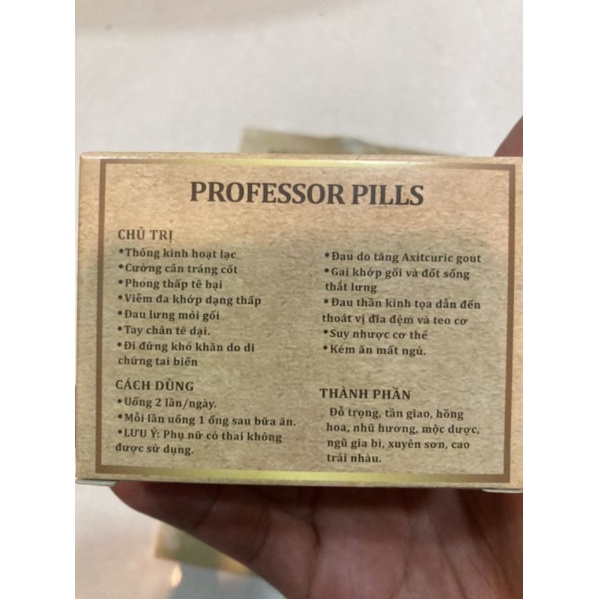 PROFESSOR PILLS
CHỦ TRỊ
•Thông kinh hoạt lạc
•Cường cân tráng cốt
•Phong thấp tê bại
•Viêm đa khớp dạng thấp
•Đau lưng mỏi gối
•Tay chân tê dại.
•Đi đứng khó khăn do di
chứng tai biến
•Đau do tăng Axitcuric gout
•Gai khớp gối và đốt sống
thắt lưng
•Đau thần kinh tọa dẫn đến
thoát vị đĩa đệm và teo cơ
•Suy nhược cơ thể
•Kém ăn mất ngủ.
CÁCH DÙNG
•Uống 2 lần/ngày.
•Mỗi lần uống 1 ống sau bữa ăn.
•LƯU Ý: Phụ nữ có thai không
được sử dụng.
THÀNH PHẦN
Đỗ trọng, tần giao, hồng
hoa, nhũ hương, mộc dược,
ngũ gia bì, xuyên sơn, cao
trái nhàu.